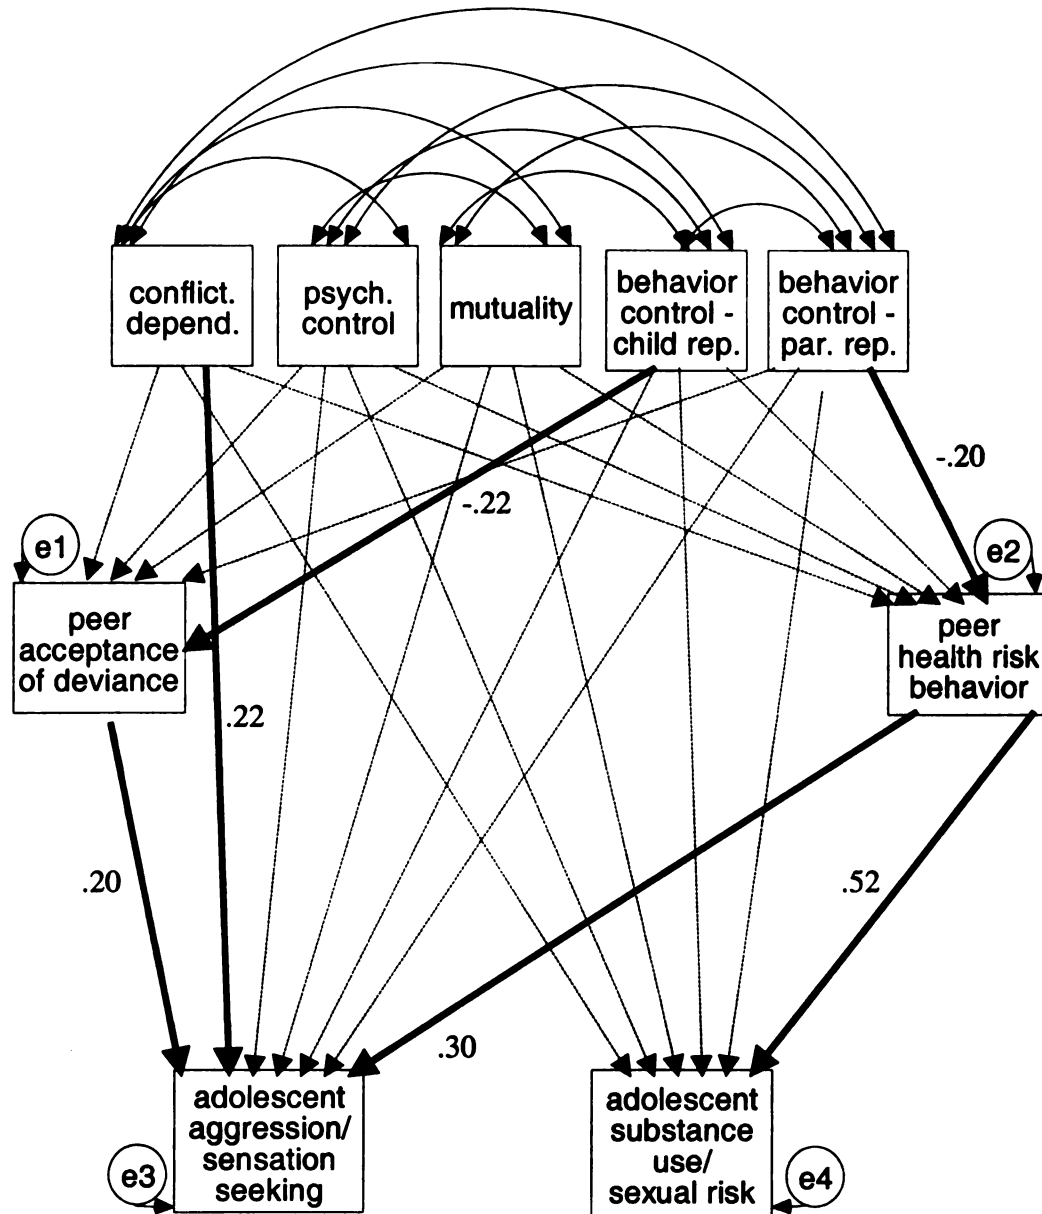 conflict.
depend.
psych.
control
mutuality
behavior
control -
child rep.
behavior
control -
par. rep.
-.20
-.22
e1
e2
peer
acceptance
of deviance
peer
health risk
behavior
.22
.20
.52
.30
adolescent
aggression/
sensation
seeking
adolescent
substance
use/
sexual risk
e3
e4